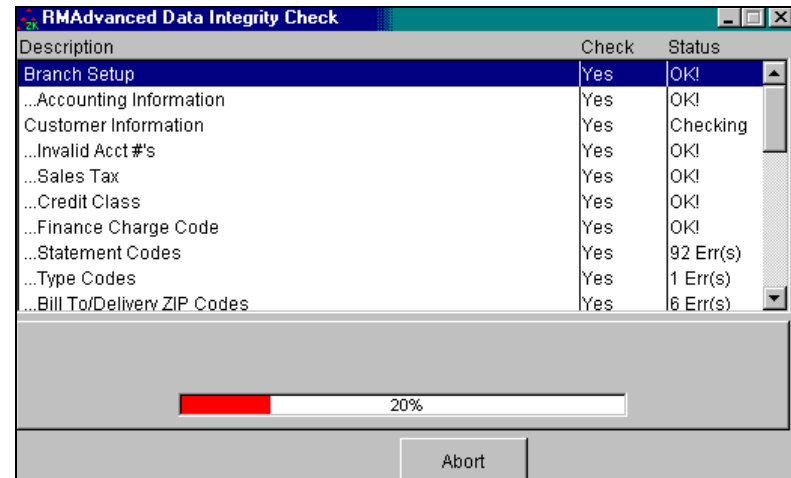 ZK RMAdvanced Data Integrity Check
Description Check Status
Branch Setup Yes OK!
...Accounting Information Yes OK!
Customer Information Yes Checking
...Invalid Acct #'s Yes OK!
...Sales Tax Yes OK!
...Credit Class Yes OK!
...Finance Charge Code Yes OK!
...Statement Codes Yes 92 Err(s)
...Type Codes Yes 1 Err(s)
...Bill To/Delivery ZIP Codes Yes 6 Err(s)
20%
Abort